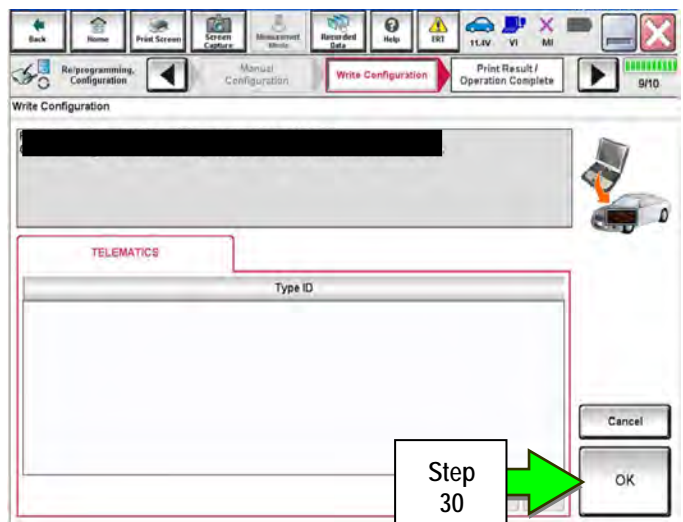 Back
Home
Print Screen
Screen
Capture
Measurement
Mode
Recorded
Data
Help
ERT
11.4V
VI
MI
Re/programming,
Configuration
Manual
Configuration
Write Configuration
Print Result /
Operation Complete
9/10
Write Configuration
TELEMATICS
Type ID
Cancel
Step
30
OK